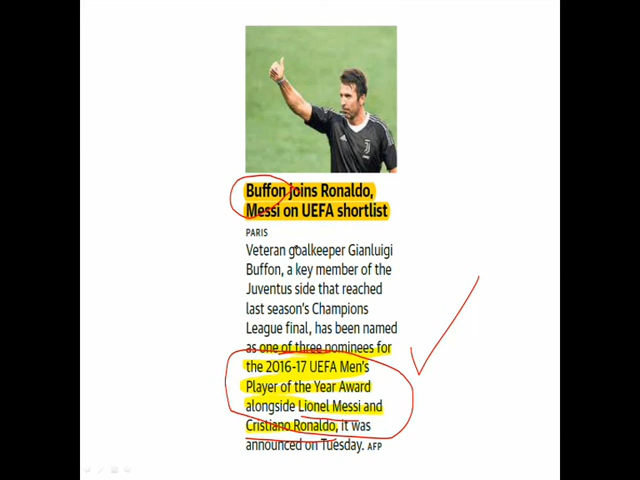 Buffon joins Ronaldo,
Messi on UEFA shortlist
PARIS
Veteran goalkeeper Gianluigi
Buffon, a key member of the
Juventus side that reached
last season's Champions
League final, has been named
as one of three nominees for
the 2016-17 UEFA Men's
Player of the Year Award
alongside Lionel Messi and
Cristiano Ronaldo, it was
announced on Tuesday. AFP